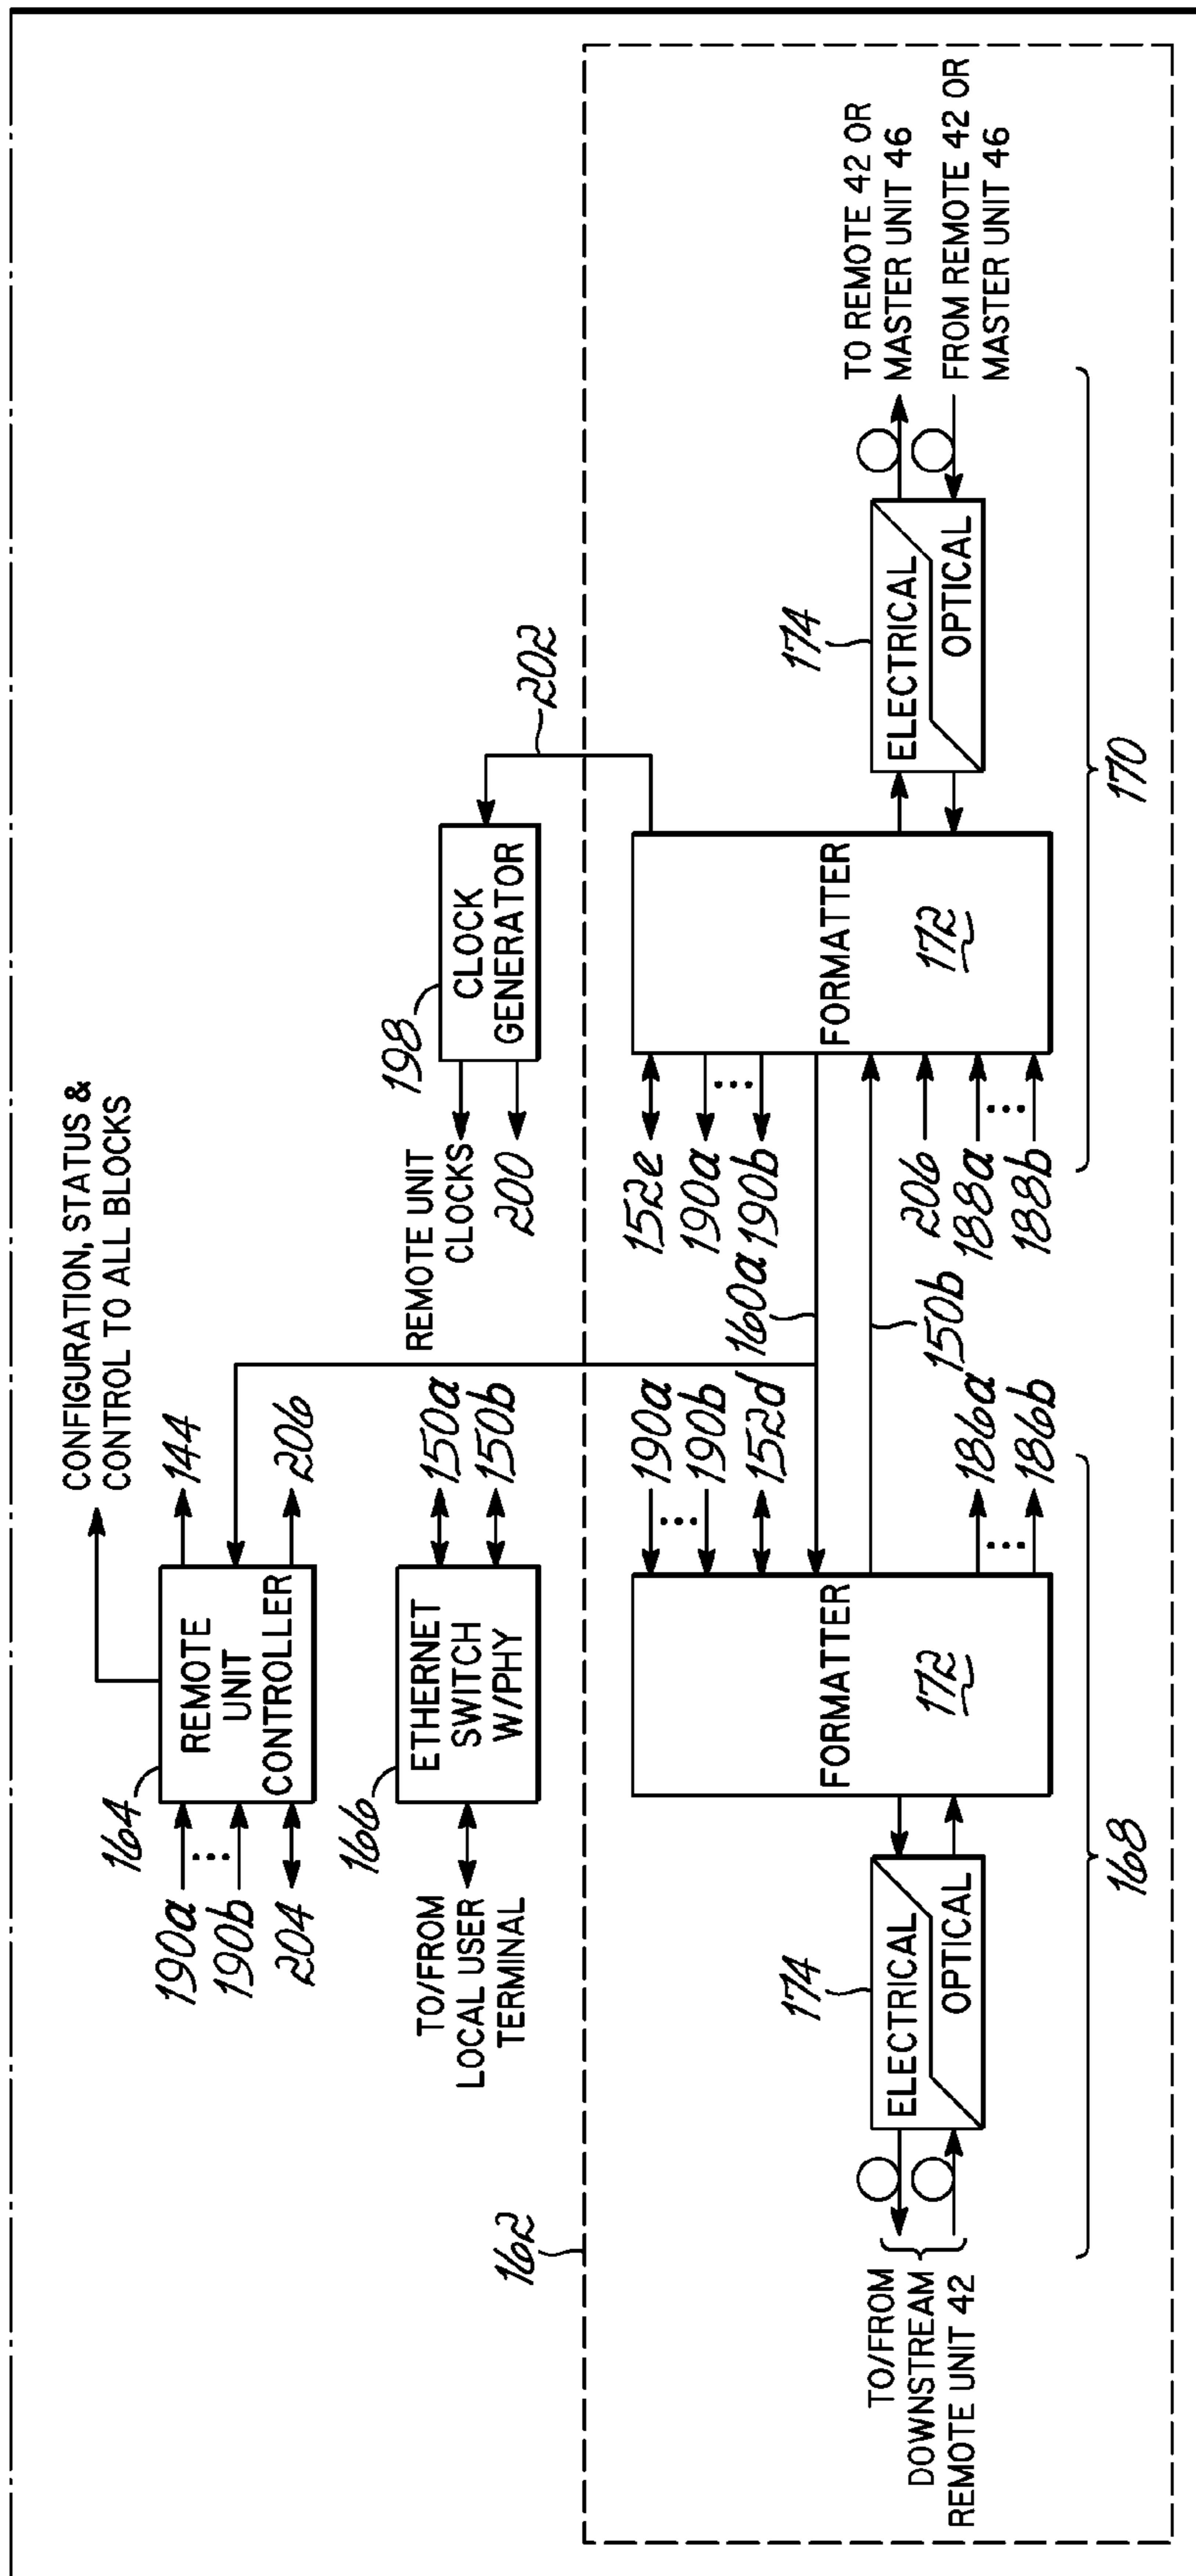 CONFIGURATION, STATUS &
CONTROL TO ALL BLOCKS
164
190a
190b
204
REMOTE
UNIT
CONTROLLER
144
206
166
TO/FROM
LOCAL USER
TERMINAL
ETHERNET
SWITCH
W/PHY
150a
150b
REMOTE UNIT
CLOCKS
200
198
CLOCK
GENERATOR
202
162
TO/FROM
DOWNSTREAM
REMOTE UNIT 42
174
ELECTRICAL
OPTICAL
FORMATTER
172
190a
190b
152d
186a
186b
160a
150b
152e
190a
190b
206
188a
188b
FORMATTER
172
174
ELECTRICAL
OPTICAL
TO REMOTE 42 OR
MASTER UNIT 46
FROM REMOTE 42 OR
MASTER UNIT 46
168
170